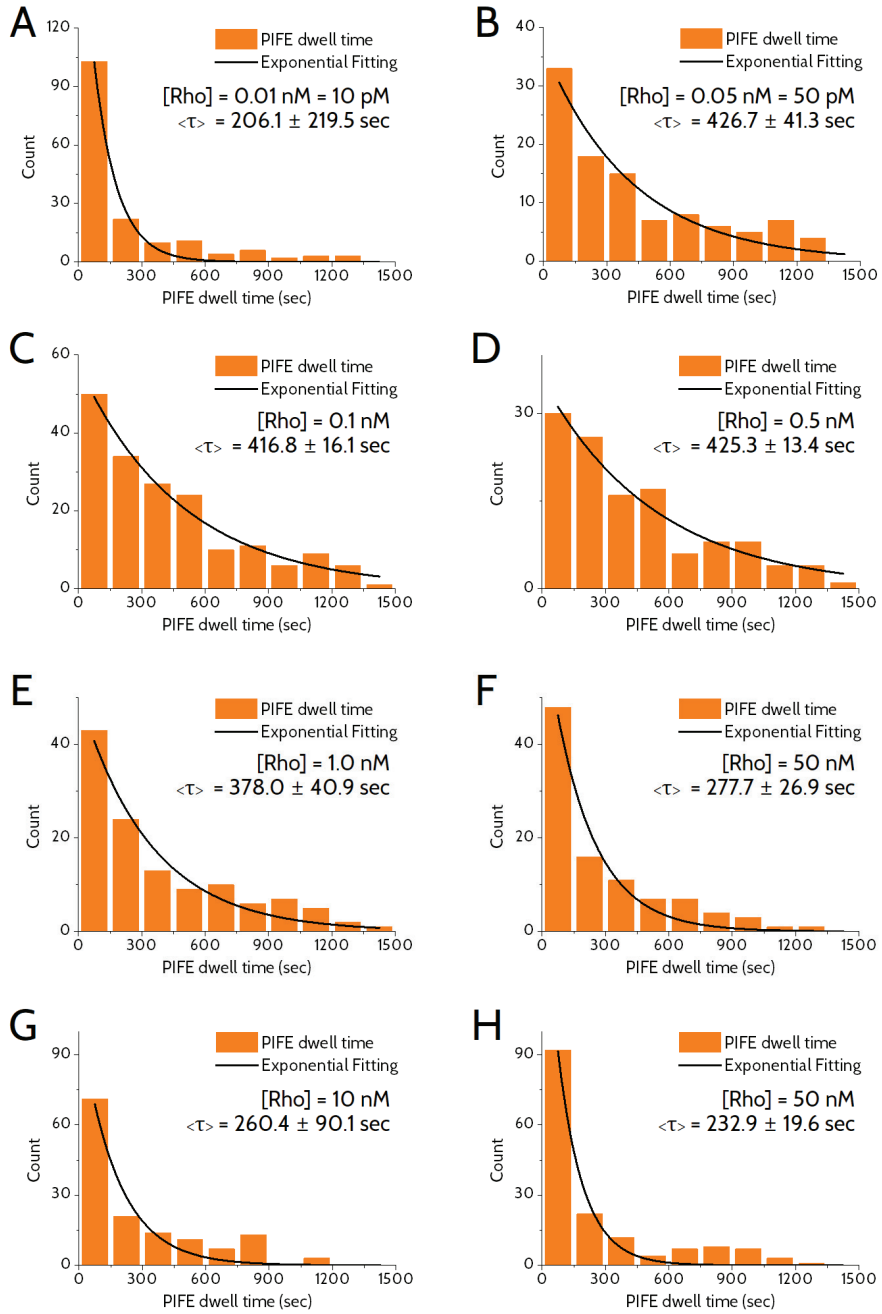 A
120
90
60
30
0
Count
PIFE dwell time
Exponential Fitting
[Rho] = 0.01 nM = 10 pM
<τ> = 206.1 ± 219.5 sec
0 300 600 900 1200 1500
PIFE dwell time (sec)
B
40
30
20
10
0
Count
PIFE dwell time
Exponential Fitting
[Rho] = 0.05 nM = 50 pM
<τ> = 426.7 ± 41.3 sec
0 300 600 900 1200 1500
PIFE dwell time (sec)
C
60
40
20
0
Count
PIFE dwell time
Exponential Fitting
[Rho] = 0.1 nM
<τ> = 416.8 ± 16.1 sec
0 300 600 900 1200 1500
PIFE dwell time (sec)
D
30
0
Count
PIFE dwell time
Exponential Fitting
[Rho] = 0.5 nM
<τ> = 425.3 ± 13.4 sec
0 300 600 900 1200 1500
PIFE dwell time (sec)
E
40
20
0
Count
PIFE dwell time
Exponential Fitting
[Rho] = 1.0 nM
<τ> = 378.0 ± 40.9 sec
0 300 600 900 1200 1500
PIFE dwell time (sec)
F
40
20
0
Count
PIFE dwell time
Exponential Fitting
[Rho] = 50 nM
<τ> = 277.7 ± 26.9 sec
0 300 600 900 1200 1500
PIFE dwell time (sec)
G
90
60
30
0
Count
PIFE dwell time
Exponential Fitting
[Rho] = 10 nM
<τ> = 260.4 ± 90.1 sec
0 300 600 900 1200 1500
PIFE dwell time (sec)
H
90
60
30
0
Count
PIFE dwell time
Exponential Fitting
[Rho] = 50 nM
<τ> = 232.9 ± 19.6 sec
0 300 600 900 1200 1500
PIFE dwell time (sec)